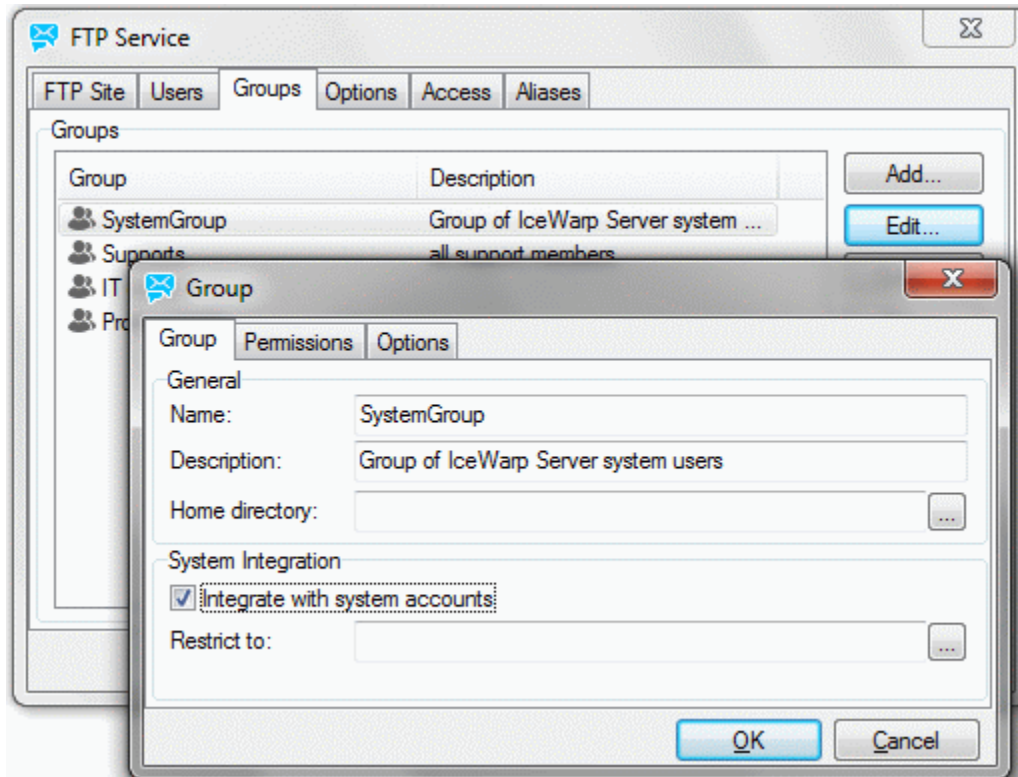 FTP Service
FTP Site Users Groups Options Access Aliases
Groups
Group Description
Add...
SystemGroup Group of IceWarp Server system ...
Edit...
Supports all support members
IT
Group
Group Permissions Options
General
Name: SystemGroup
Description: Group of IceWarp Server system users
Home directory: ...
System Integration
Integrate with system accounts
Restrict to: ...
OK Cancel